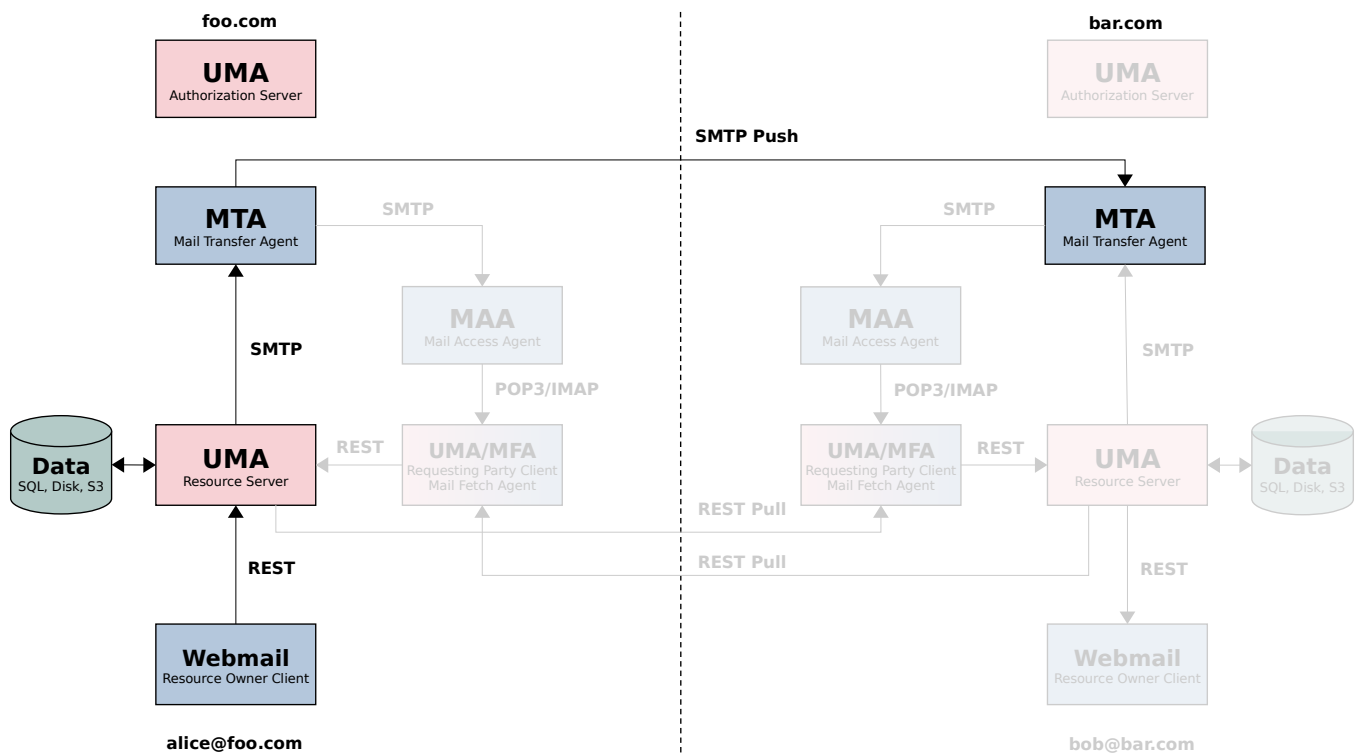 foo.com
bar.com
UMA
Authorization Server
UMA
Authorization Server
SMTP Push
MTA
Mail Transfer Agent
SMTP
SMTP
MTA
Mail Transfer Agent
MAA
Mail Access Agent
MAA
Mail Access Agent
SMTP
SMTP
POP3/IMAP
POP3/IMAP
Data
SQL, Disk, S3
UMA
Resource Server
REST
UMA/MFA
Requesting Party Client
Mail Fetch Agent
UMA/MFA
Requesting Party Client
Mail Fetch Agent
REST
UMA
Resource Server
Data
SQL, Disk, S3
REST Pull
REST Pull
REST
REST
Webmail
Resource Owner Client
Webmail
Resource Owner Client
alice@foo.com
bob@bar.com